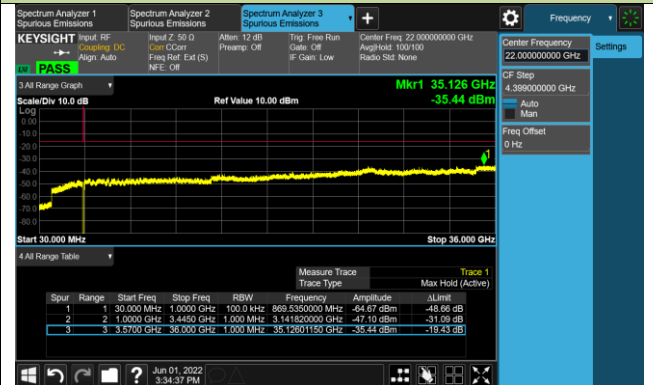 Spectrum Analyzer 1
Spurious Emissions
Spectrum Analyzer 2
Spurious Emissions
Spectrum Analyzer 3
Spurious Emissions
Frequency
KEYSIGHT
Input: RF
Coupling: DC
Align: Auto
Input Z: 50 Ω
Corr CCorr
Freq Ref: Ext (S)
NFE: Off
Atten: 12 dB
Preamp: Off
Trig: Free Run
Gate: Off
IF Gain: Low
Center Freq: 22.000000000 GHz
Avg|Hold: 100/100
Radio Std: None
PASS
Center Frequency
22.000000000 GHz
Settings
CF Step
4.399000000 GHz
Auto
Man
Freq Offset
0 Hz
3 All Range Graph
Mkr1 35.126 GHz
Scale/Div 10.0 dB
Ref Value 10.00 dBm
-35.44 dBm
Log
0.00
-10.0
-20.0
-30.0
-40.0
-50.0
-60.0
-70.0
-80.0
1
Start 30.000 MHz
Stop 36.000 GHz
4 All Range Table
Measure Trace Trace 1
Trace Type Max Hold (Active)
Spur Range Start Freq Stop Freq RBW Frequency Amplitude ΔLimit
1 1 30.000 MHz 1.0000 GHz 100.0 kHz 869.5350000 MHz -64.67 dBm -48.66 dB
2 2 1.0000 GHz 3.4450 GHz 1.000 MHz 3.141820000 GHz -47.10 dBm -31.09 dB
3 3 3.5700 GHz 36.000 GHz 1.000 MHz 35.12601150 GHz -35.44 dBm -19.43 dB
Jun 01, 2022
3:34:37 PM